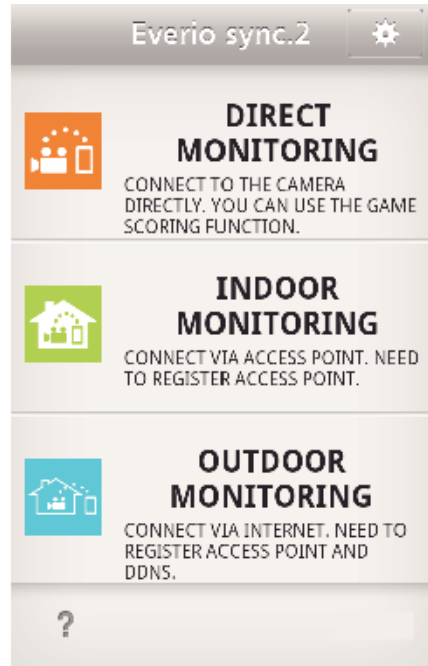 Everio sync.2
DIRECT
MONITORING
CONNECT TO THE CAMERA
DIRECTLY. YOU CAN USE THE GAME
SCORING FUNCTION.
INDOOR
MONITORING
CONNECT VIA ACCESS POINT. NEED
TO REGISTER ACCESS POINT.
OUTDOOR
MONITORING
CONNECT VIA INTERNET. NEED TO
REGISTER ACCESS POINT AND
DDNS.
?